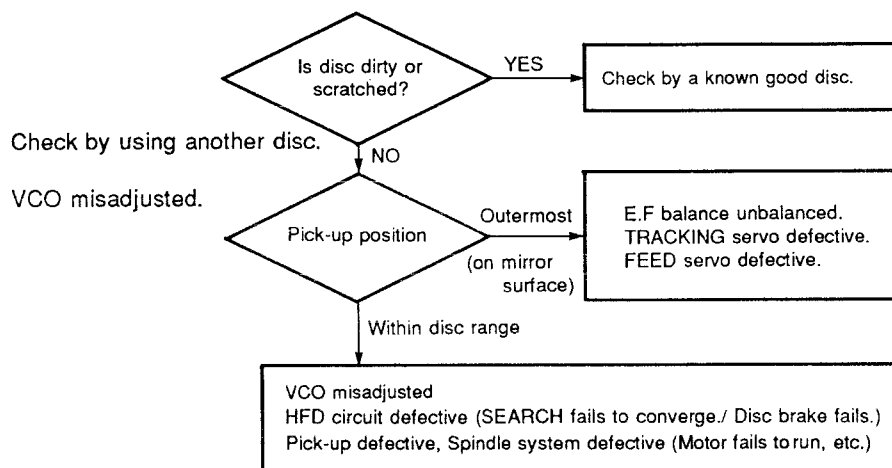 Is disc dirty or
scratched?
YES
Check by a known good disc.
Check by using another disc.
NO
VCO misadjusted.
Pick-up position
Outermost
(on mirror
surface)
E.F balance unbalanced.
TRACKING servo defective.
FEED servo defective.
Within disc range
VCO misadjusted
HFD circuit defective (SEARCH fails to converge./ Disc brake fails.)
Pick-up defective, Spindle system defective (Motor fails to run, etc.)